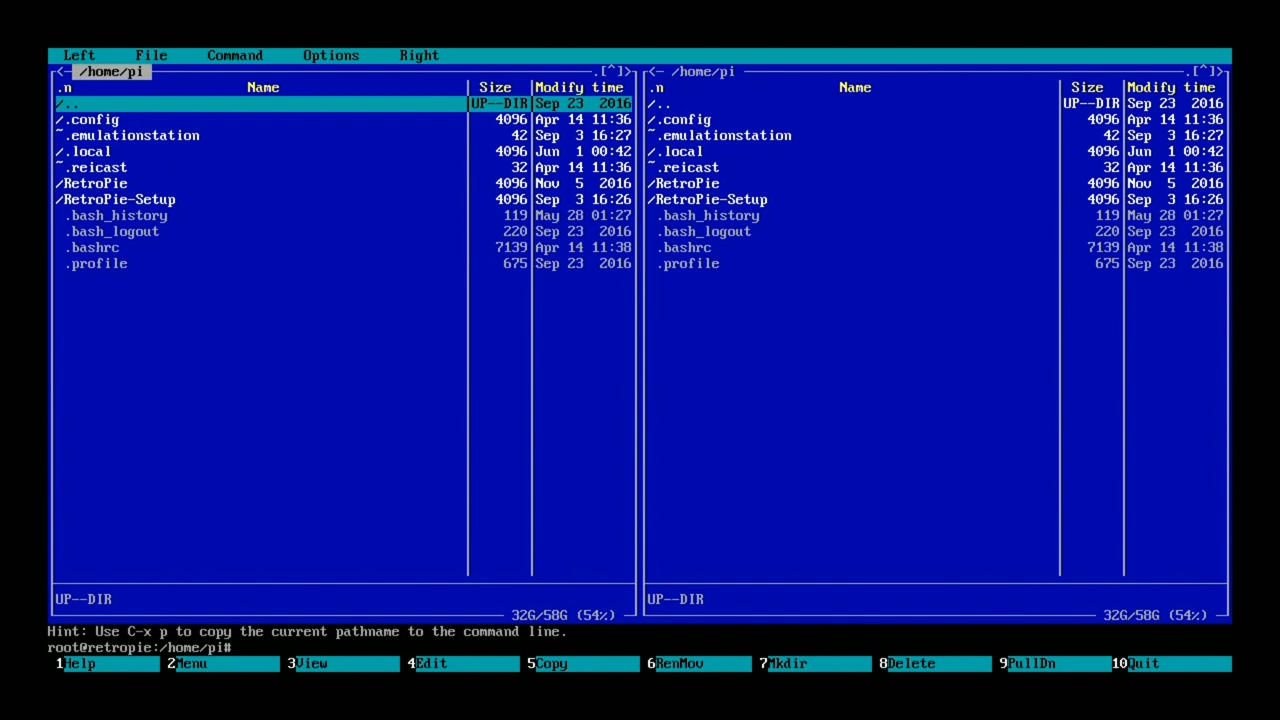 Left File Command Options Right
<─ /home/pi ─.[^]> <─ /home/pi ─.[^]>
.n Name Size Modify time .n Name Size Modify time
/.. UP--DIR Sep 23 2016 /.. UP--DIR Sep 23 2016
/.config 4096 Apr 14 11:36 /.config 4096 Apr 14 11:36
~.emulationstation 42 Sep 3 16:27 ~.emulationstation 42 Sep 3 16:27
/.local 4096 Jun 1 00:42 /.local 4096 Jun 1 00:42
~.reicast 32 Apr 14 11:36 ~.reicast 32 Apr 14 11:36
/RetroPie 4096 Nov 5 2016 /RetroPie 4096 Nov 5 2016
/RetroPie-Setup 4096 Sep 3 16:26 /RetroPie-Setup 4096 Sep 3 16:26
.bash_history 119 May 28 01:27 .bash_history 119 May 28 01:27
.bash_logout 220 Sep 23 2016 .bash_logout 220 Sep 23 2016
.bashrc 7139 Apr 14 11:38 .bashrc 7139 Apr 14 11:38
.profile 675 Sep 23 2016 .profile 675 Sep 23 2016
UP--DIR UP--DIR
32G/58G (54%) 32G/58G (54%)
Hint: Use C-x p to copy the current pathname to the command line.
root@retropie:/home/pi#
1Help 2Menu 3View 4Edit 5Copy 6RenMov 7Mkdir 8Delete 9PullDn 10Quit